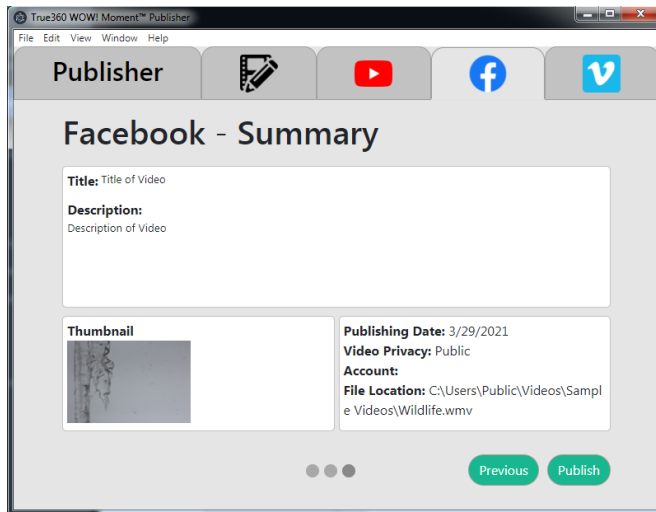 True360 WOW! Moment™ Publisher
File Edit View Window Help
Publisher
Facebook - Summary
Title: Title of Video
Description:
Description of Video
Thumbnail
Publishing Date: 3/29/2021
Video Privacy: Public
Account:
File Location: C:\Users\Public\Videos\Sampl
e Videos\Wildlife.wmv
Previous Publish